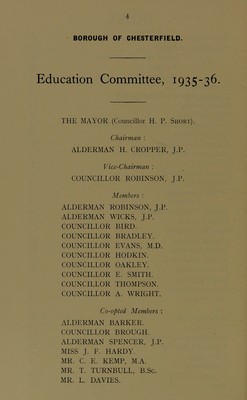 4
BOROUGH OF CHESTERFIELD.
Education Committee, 1935-36.
THE MAYOR (Councillor H. P. SHORT).
Chairman :
ALDERMAN H. CROPPER, J.P.
Vice-Chairman :
COUNCILLOR ROBINSON, J.P.
Members :
ALDERMAN ROBINSON, J.P.
ALDERMAN WICKS, J.P.
COUNCILLOR BIRD.
COUNCILLOR BRADLEY.
COUNCILLOR EVANS, M.D.
COUNCILLOR HODKIN.
COUNCILLOR OAKLEY.
COUNCILLOR E. SMITH.
COUNCILLOR THOMPSON.
COUNCILLOR A. WRIGHT.
Co-opted Members :
ALDERMAN BARKER.
COUNCILLOR BROUGH.
ALDERMAN SPENCER, J.P.
MISS J. F. HARDY.
MR. C. E. KEMP, M.A.
MR. T. TURNBULL, B.Sc.
MR. L. DAVIES.